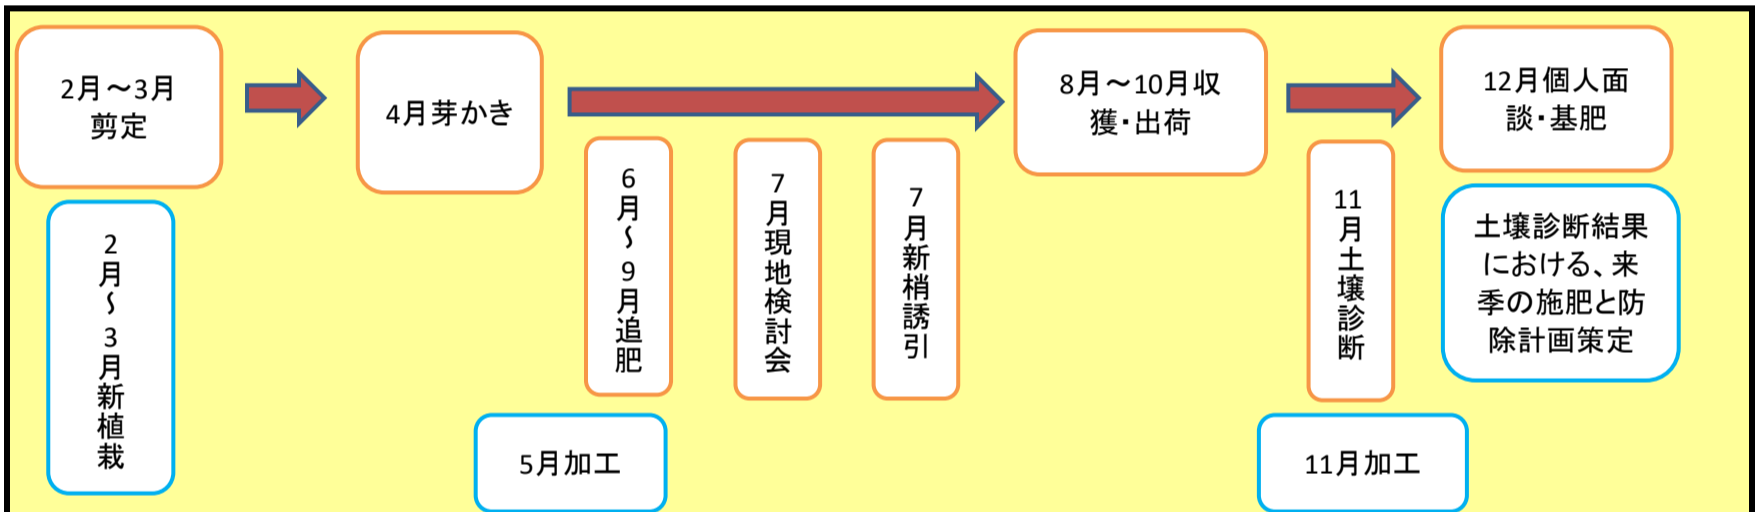 2月～3月
剪定
4月芽かき
8月～10月収
獲・出荷
12月個人面
談・基肥
2月～3月新植栽
6月～9月追肥
7月現地検討会
7月新梢誘引
11月土壌診断
土壌診断結果
における、来
季の施肥と防
除計画策定
5月加工
11月加工